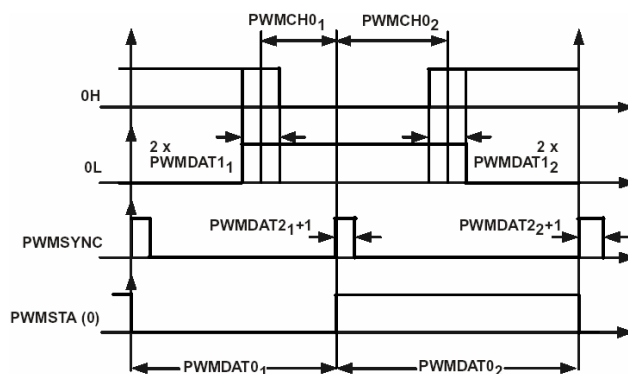 PWMCH0₁ PWMCH0₂
0H
2 x
PWMDAT1₁
2 x
PWMDAT1₂
0L
PWMDAT2₁+1 PWMDAT2₂+1
PWMSYNC
PWMSTA (0)
PWMDAT0₁ PWMDAT0₂